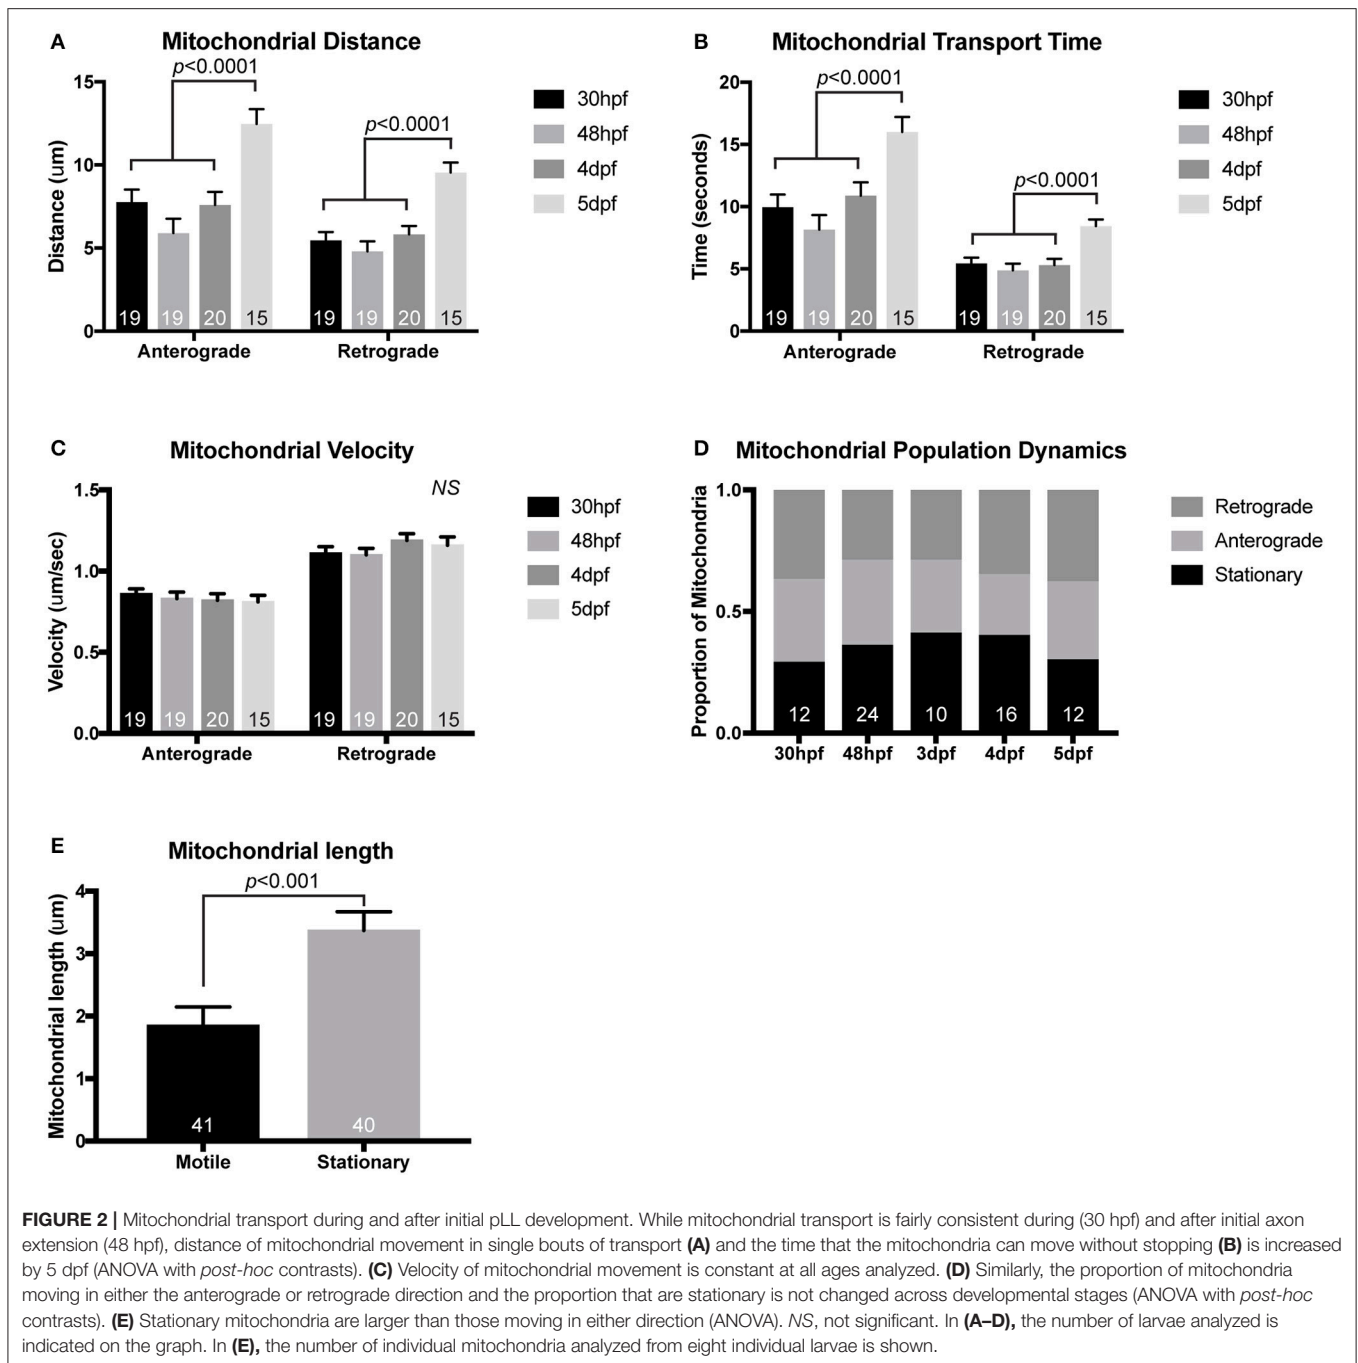 A Mitochondrial Distance
p<0.0001
p<0.0001
15
10
5
0
Distance (um)
19 19 20 15 19 19 20 15
Anterograde Retrograde
30hpf
48hpf
4dpf
5dpf
B Mitochondrial Transport Time
p<0.0001
p<0.0001
20
15
10
5
0
Time (seconds)
19 19 20 15 19 19 20 15
Anterograde Retrograde
30hpf
48hpf
4dpf
5dpf
C Mitochondrial Velocity
NS
1.5
1.0
0.5
0.0
Velocity (um/sec)
19 19 20 15 19 19 20 15
Anterograde Retrograde
30hpf
48hpf
4dpf
5dpf
D Mitochondrial Population Dynamics
1.0
0.5
0.0
Proportion of Mitochondria
12 24 10 16 12
30hpf 48hpf 3dpf 4dpf 5dpf
Retrograde
Anterograde
Stationary
E Mitochondrial length
p<0.001
4
3
2
1
0
Mitochondrial length (um)
41 40
Motile Stationary
FIGURE 2 | Mitochondrial transport during and after initial pLL development. While mitochondrial transport is fairly consistent during (30 hpf) and after initial axon
extension (48 hpf), distance of mitochondrial movement in single bouts of transport (A) and the time that the mitochondria can move without stopping (B) is increased
by 5 dpf (ANOVA with post-hoc contrasts). (C) Velocity of mitochondrial movement is constant at all ages analyzed. (D) Similarly, the proportion of mitochondria
moving in either the anterograde or retrograde direction and the proportion that are stationary is not changed across developmental stages (ANOVA with post-hoc
contrasts). (E) Stationary mitochondria are larger than those moving in either direction (ANOVA). NS, not significant. In (A–D), the number of larvae analyzed is
indicated on the graph. In (E), the number of individual mitochondria analyzed from eight individual larvae is shown.